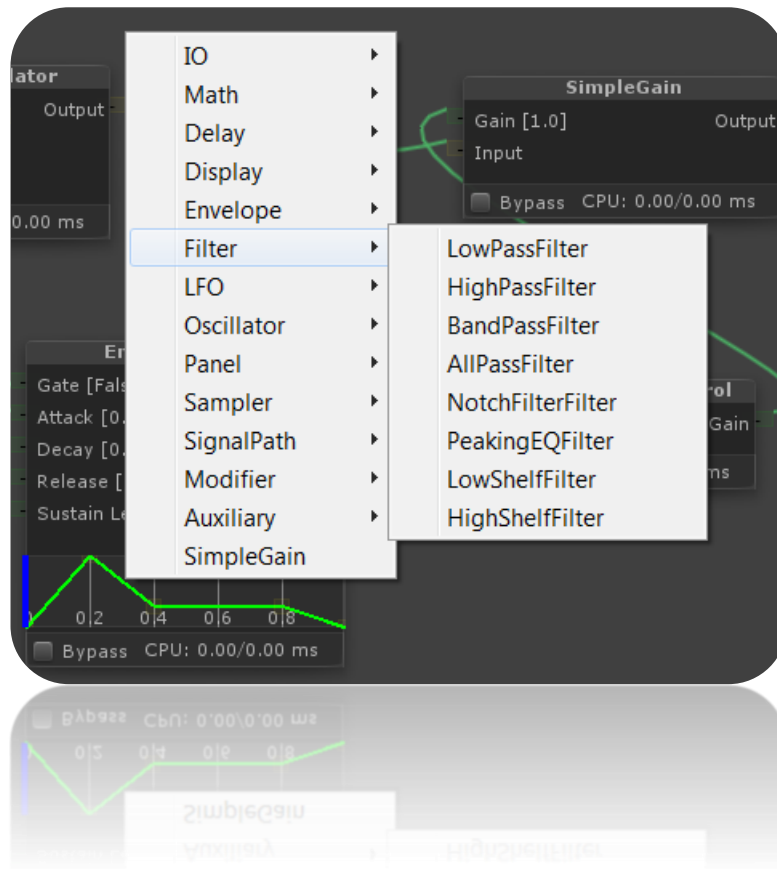 lator
Output
0.00 ms
IO
Math
Delay
Display
Envelope
Filter
LFO
Oscillator
Panel
Sampler
SignalPath
Modifier
Auxiliary
SimpleGain
LowPassFilter
HighPassFilter
BandPassFilter
AllPassFilter
NotchFilterFilter
PeakingEQFilter
LowShelfFilter
HighShelfFilter
SimpleGain
Gain [1.0]
Output
Input
Bypass CPU: 0.00/0.00 ms
En
Gate [Fals
Attack [0.
Decay [0.
Release [
Sustain Le
0,2 0,4 0,6 0,8
Bypass CPU: 0.00/0.00 ms
rol
Gain
ms